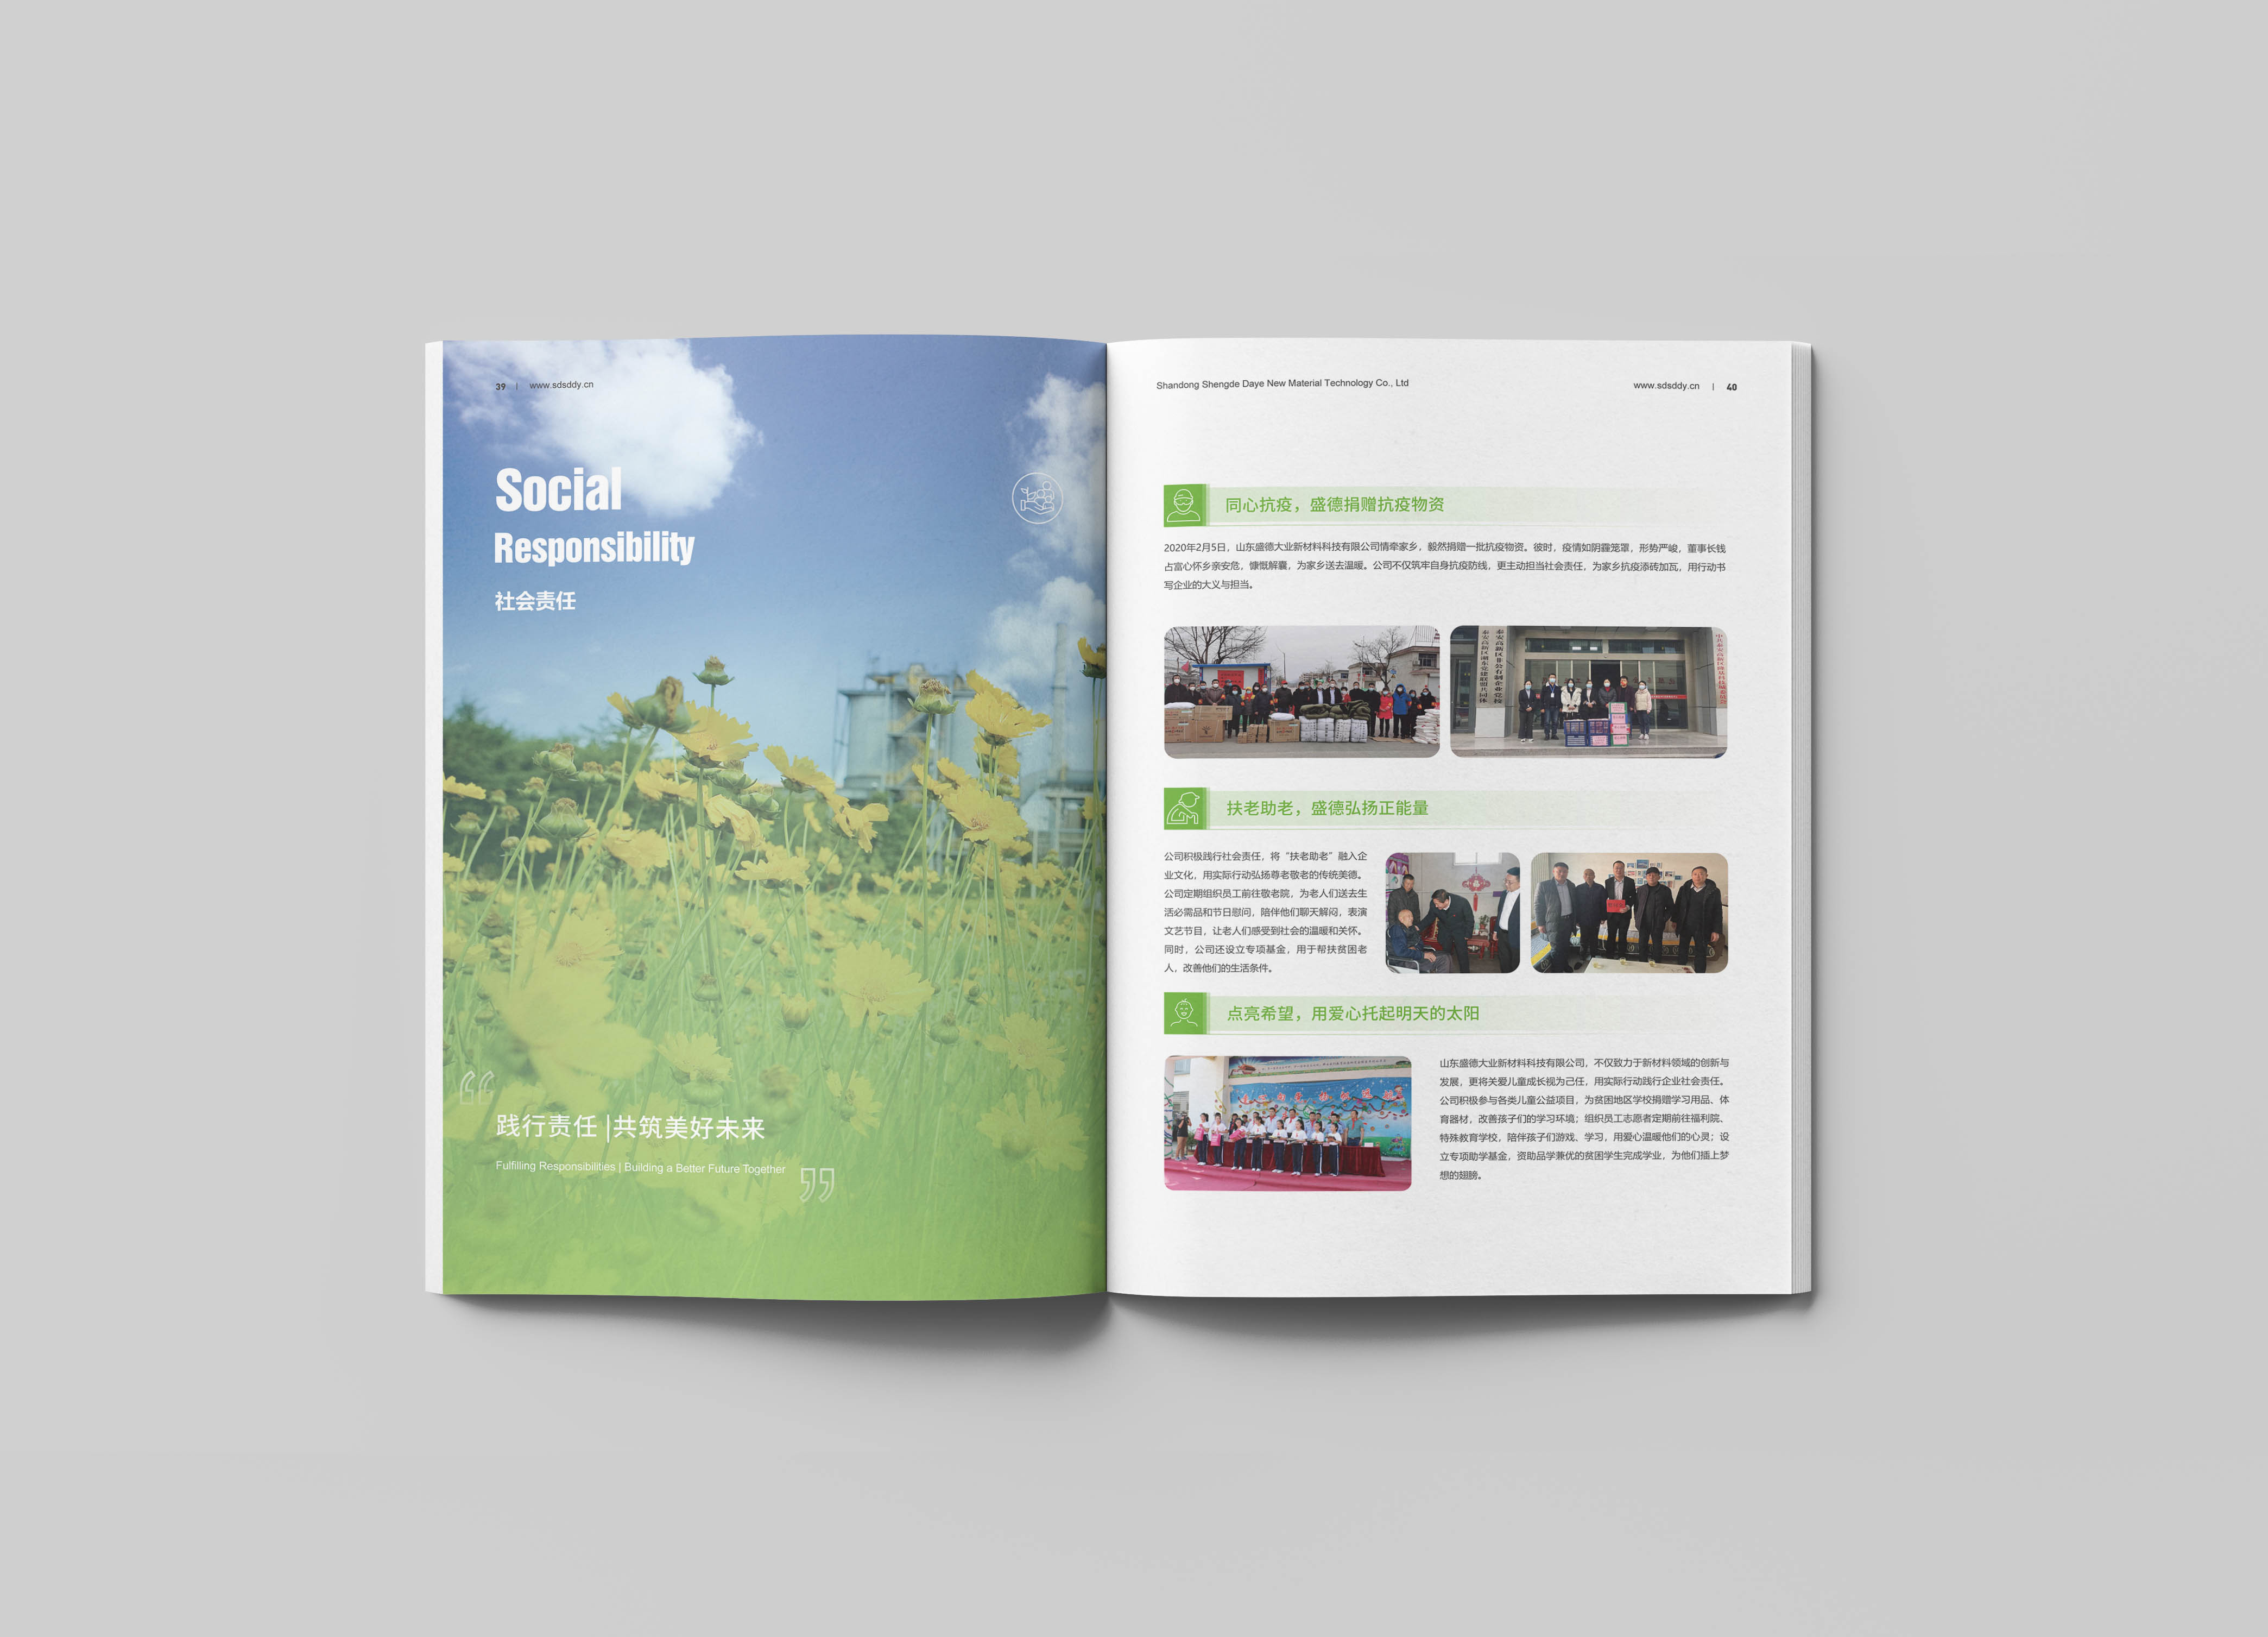 39 | www.sdsddy.cn
Social
Responsibility
社会责任
践行责任 |共筑美好未来
Fulfilling Responsibilities | Building a Better Future Together
Shandong Shengde Daye New Material Technology Co., Ltd
www.sdsddy.cn | 40
同心抗疫，盛德捐赠抗疫物资
2020年2月5日，山东盛德大业新材料科技有限公司情牵家乡，毅然捐赠一批抗疫物资。彼时，疫情如阴霾笼罩，形势严峻，董事长钱
占富心怀乡亲安危，慷慨解囊，为家乡送去温暖。公司不仅筑牢自身抗疫防线，更主动担当社会责任，为家乡抗疫添砖加瓦，用行动书
写企业的大义与担当。
泰安高新区非公有制企业党校
扶老助老，盛德弘扬正能量
公司积极践行社会责任，将“扶老助老”融入企
业文化，用实际行动弘扬尊老敬老的传统美德。
公司定期组织员工前往敬老院，为老人们送去生
活必需品和节日慰问，陪伴他们聊天解闷，表演
文艺节目，让老人们感受到社会的温暖和关怀。
同时，公司还设立专项基金，用于帮扶贫困老
人，改善他们的生活条件。
点亮希望，用爱心托起明天的太阳
山东盛德大业新材料科技有限公司，不仅致力于新材料领域的创新与
发展，更将关爱儿童成长视为己任，用实际行动践行企业社会责任。
公司积极参与各类儿童公益项目，为贫困地区学校捐赠学习用品、体
育器材，改善孩子们的学习环境；组织员工志愿者定期前往福利院、
特殊教育学校，陪伴孩子们游戏、学习，用爱心温暖他们的心灵；设
立专项助学基金，资助品学兼优的贫困学生完成学业，为他们插上梦
想的翅膀。